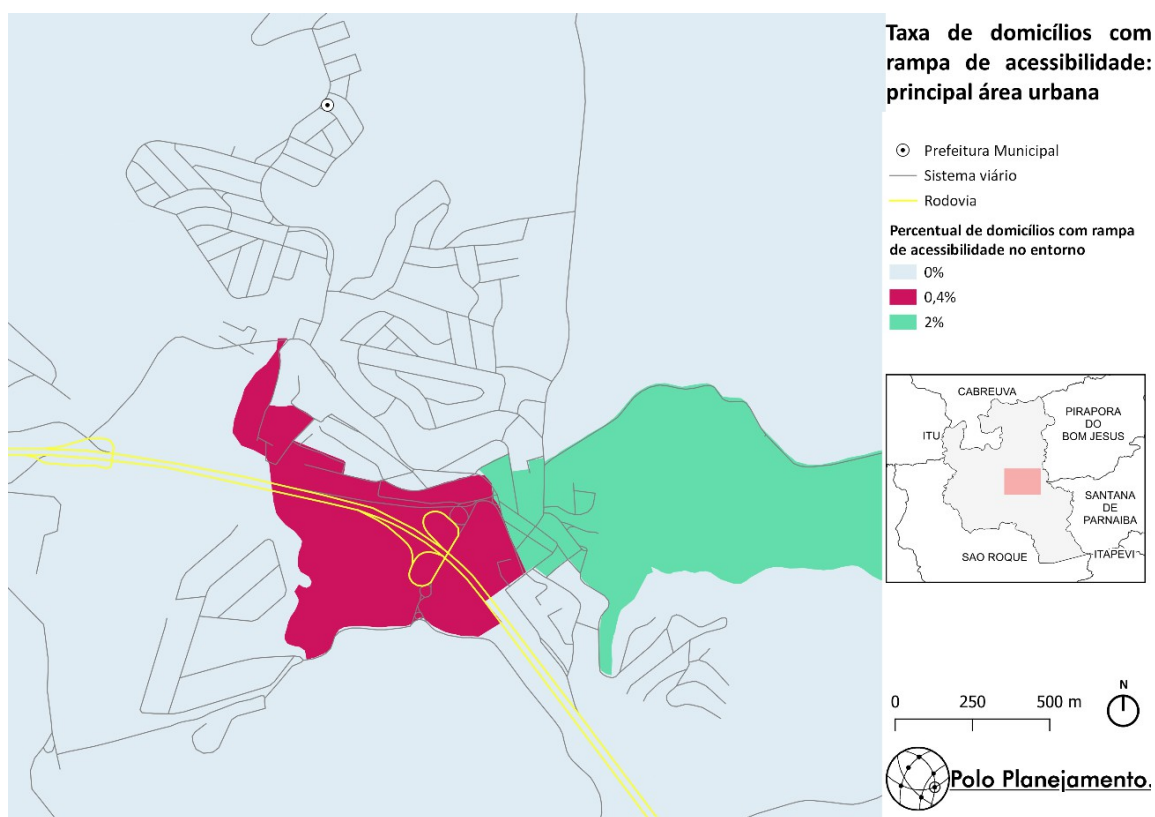 Taxa de domicílios com
rampa de acessibilidade:
principal área urbana
Prefeitura Municipal
Sistema viário
Rodovia
Percentual de domicílios com rampa
de acessibilidade no entorno
0%
0,4%
2%
CABREUVA
PIRAPORA
DO
BOM JESUS
ITU
SANTANA
DE
PARNAIBA
SAO ROQUE
ITAPEVI
0 250 500 m
N
Polo Planejamento.